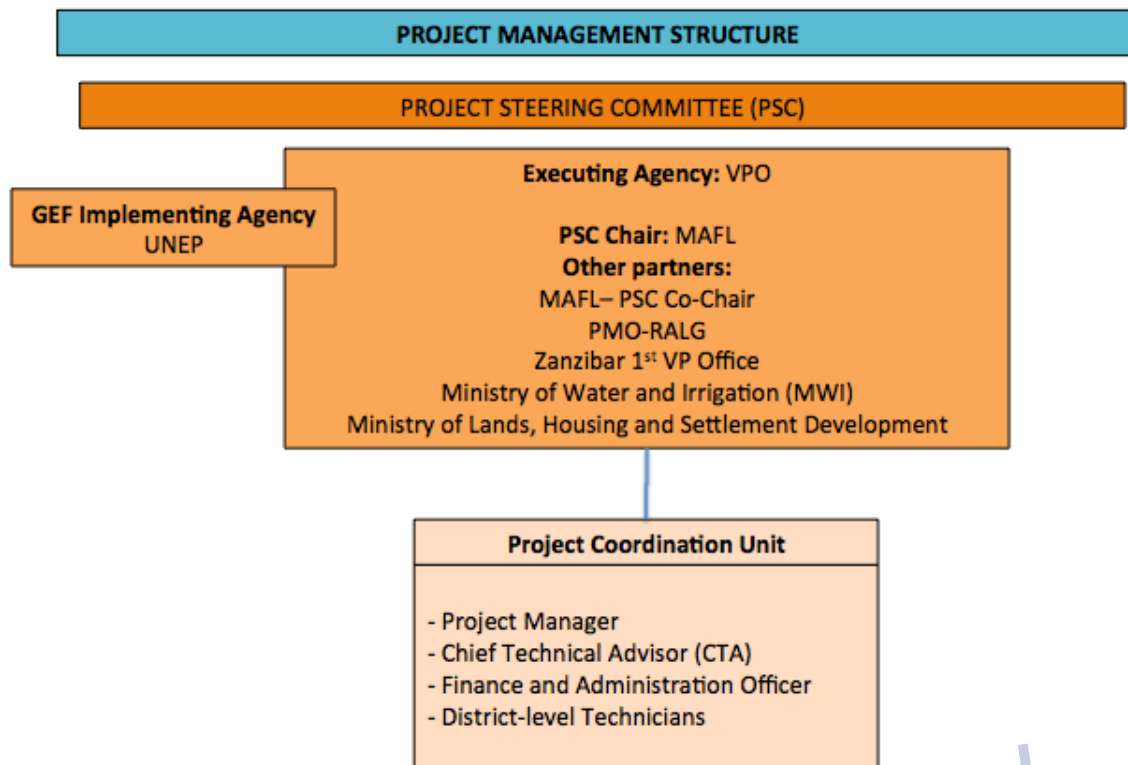 PROJECT MANAGEMENT STRUCTURE
PROJECT STEERING COMMITTEE (PSC)
GEF Implementing Agency
UNEP
Executing Agency: VPO
PSC Chair: MAFL
Other partners:
MAFL– PSC Co-Chair
PMO-RALG
Zanzibar 1st VP Office
Ministry of Water and Irrigation (MWI)
Ministry of Lands, Housing and Settlement Development
Project Coordination Unit
- Project Manager
- Chief Technical Advisor (CTA)
- Finance and Administration Officer
- District-level Technicians